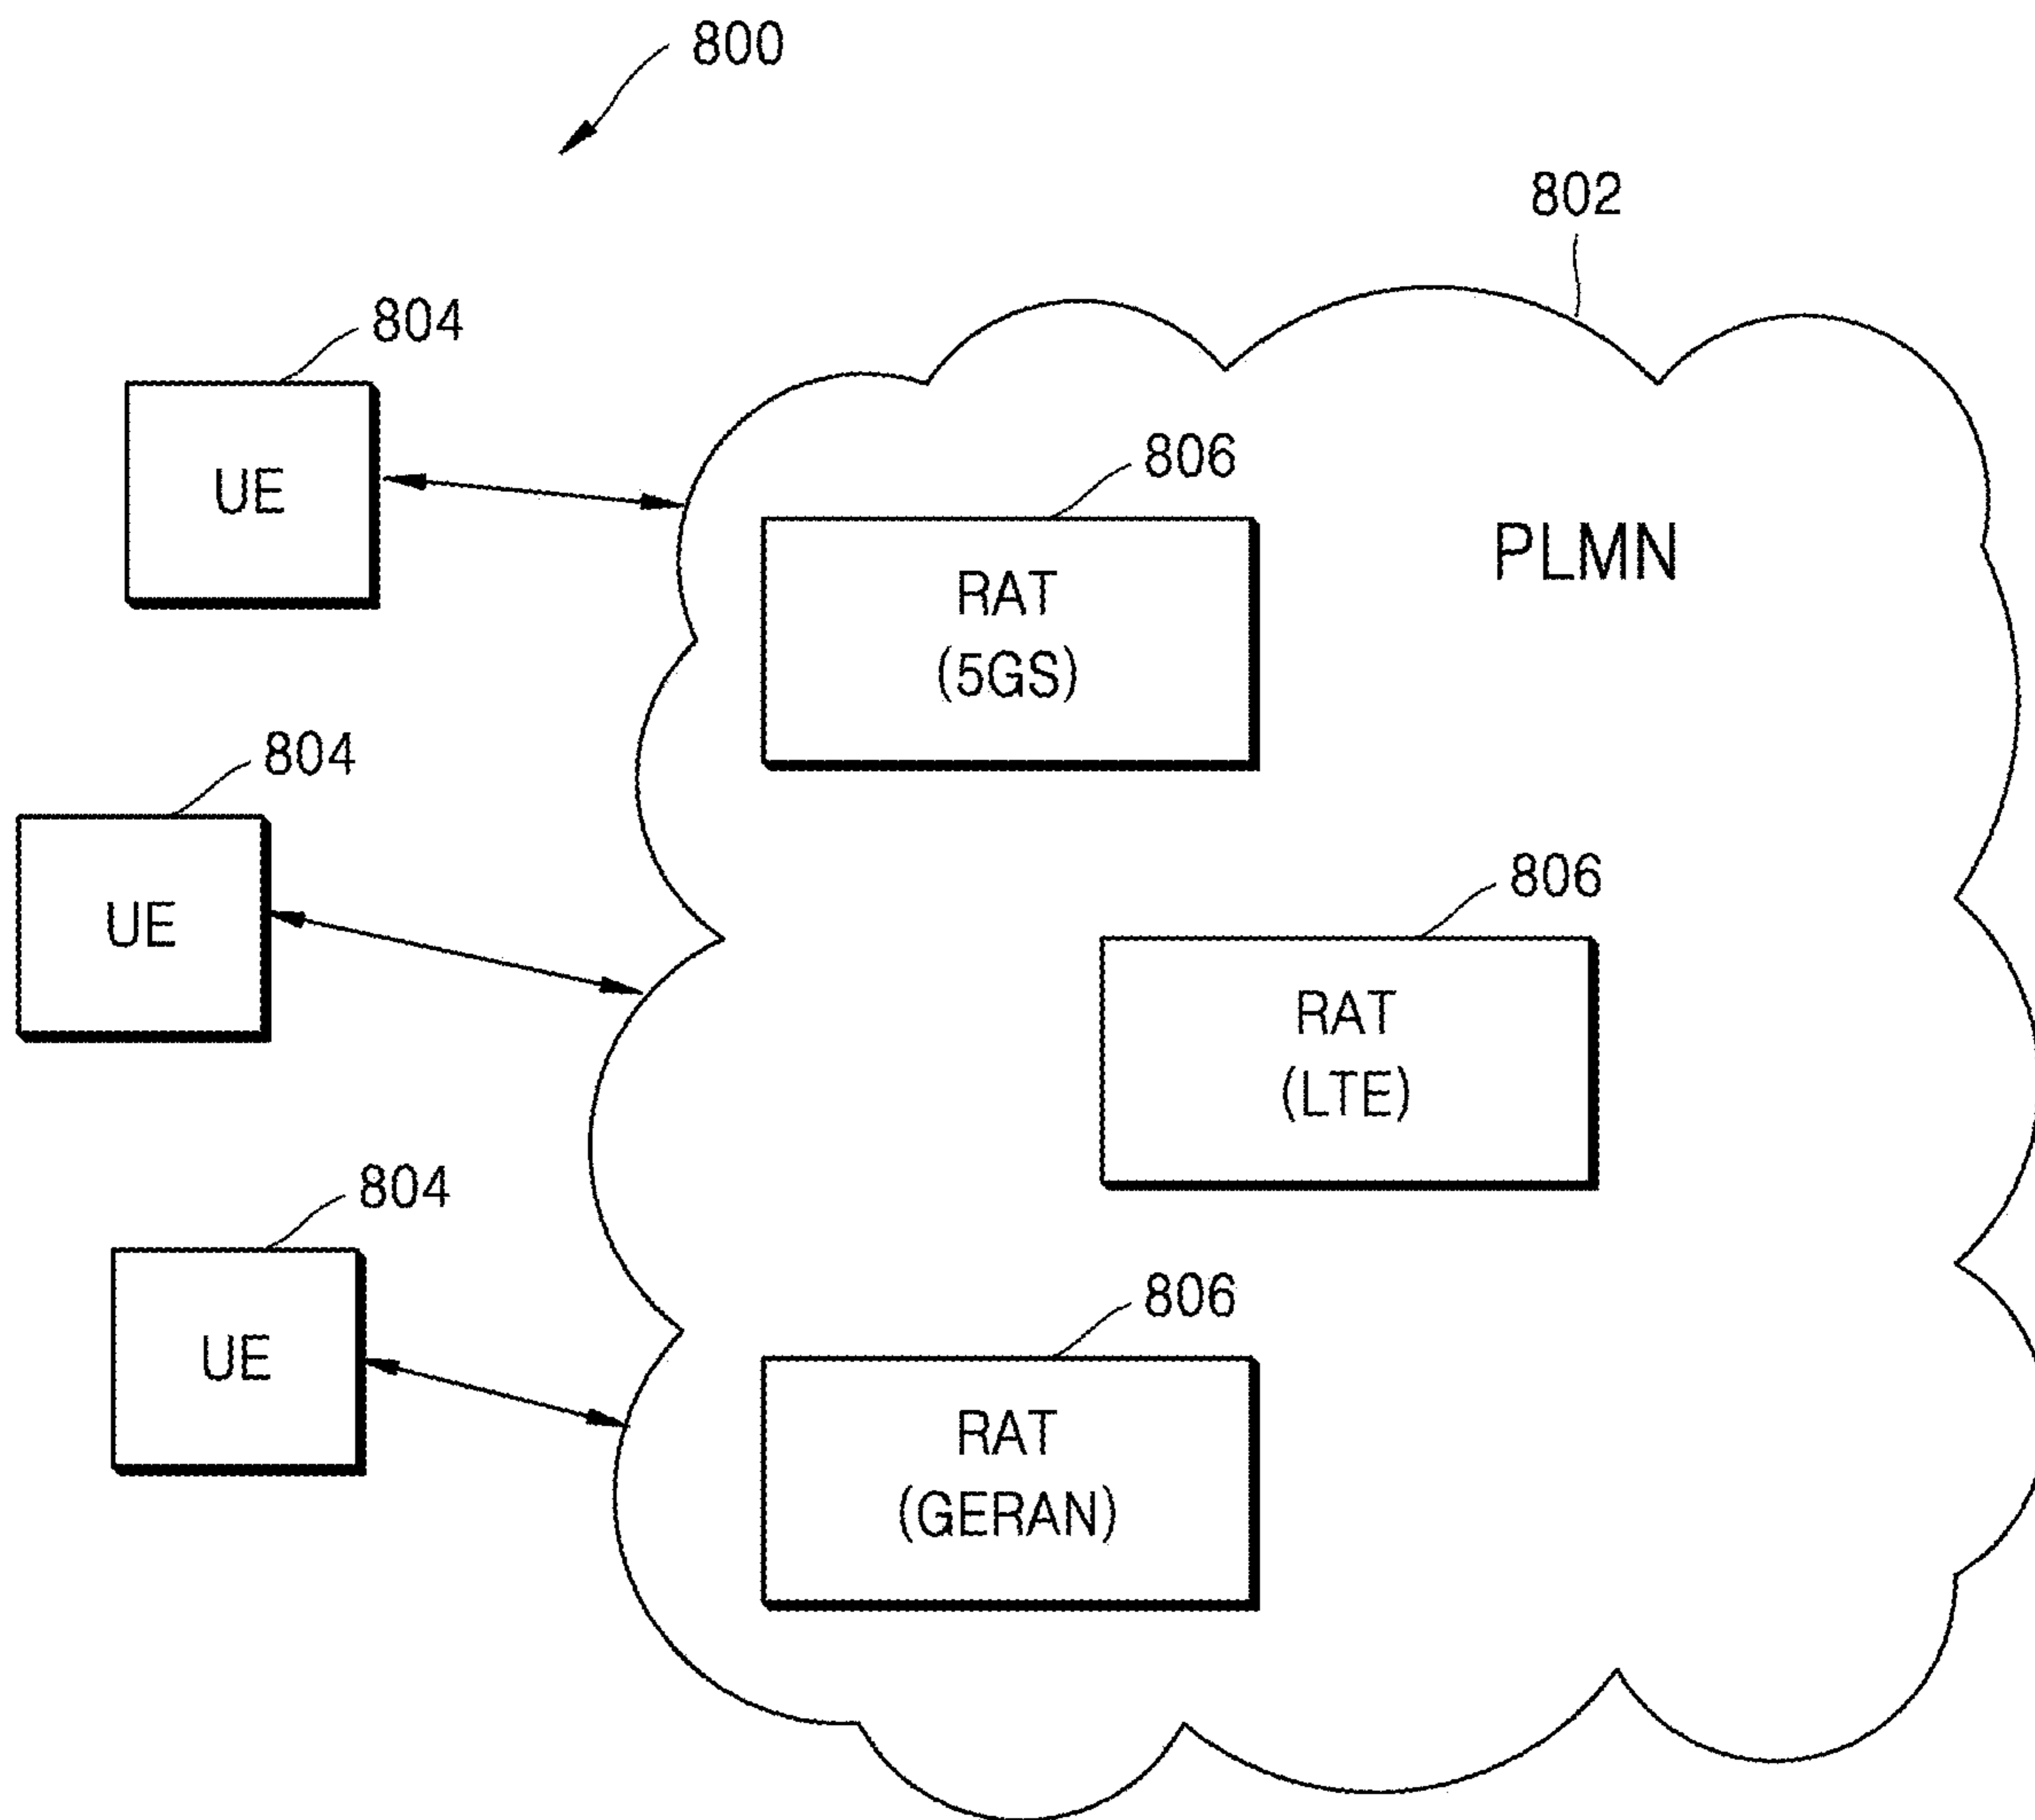 800
802
804
UE
806
RAT
(5GS)
PLMN
804
UE
806
RAT
(LTE)
804
UE
806
RAT
(GERAN)